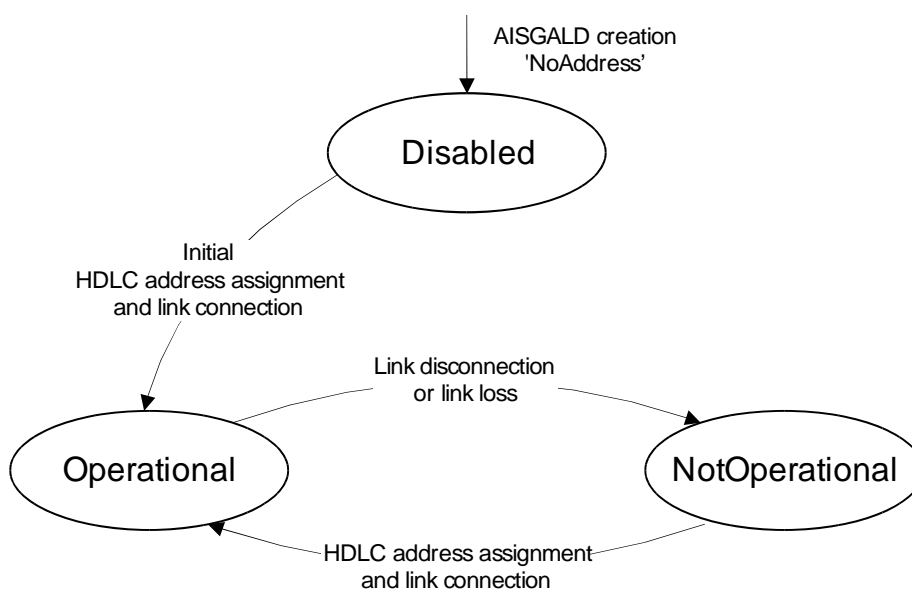 AISGALD creation
'NoAddress’
Disabled
Initial
HDLC address assignment
and link connection
Link disconnection
or link loss
Operational
NotOperational
HDLC address assignment
and link connection